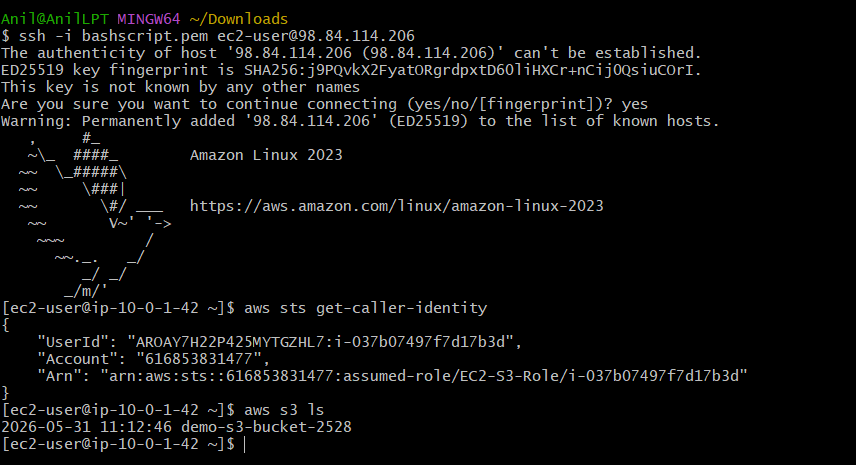 Anil@AnilLPT MINGW64 ~/Downloads
$ ssh -i bashscript.pem ec2-user@98.84.114.206
The authenticity of host '98.84.114.206 (98.84.114.206)' can't be established.
ED25519 key fingerprint is SHA256:j9PQvkX2FyatORgrdpxtD6OliHXCr+nCijOQsiuCOrI.
This key is not known by any other names
Are you sure you want to continue connecting (yes/no/[fingerprint])? yes
Warning: Permanently added '98.84.114.206' (ED25519) to the list of known hosts.
   ,     #_
   ~\_  ####_        Amazon Linux 2023
  ~~  \_#####\
  ~~     \###|
  ~~       \#/ ___   https://aws.amazon.com/linux/amazon-linux-2023
   ~~       V~' '->
    ~~~         /
      ~~._.   _/
         _/ _/
       _/m/'
[ec2-user@ip-10-0-1-42 ~]$ aws sts get-caller-identity
{
    "UserId": "AROAY7H22P425MYTGZHL7:i-037b07497f7d17b3d",
    "Account": "616853831477",
    "Arn": "arn:aws:sts::616853831477:assumed-role/EC2-S3-Role/i-037b07497f7d17b3d"
}
[ec2-user@ip-10-0-1-42 ~]$ aws s3 ls
2026-05-31 11:12:46 demo-s3-bucket-2528
[ec2-user@ip-10-0-1-42 ~]$